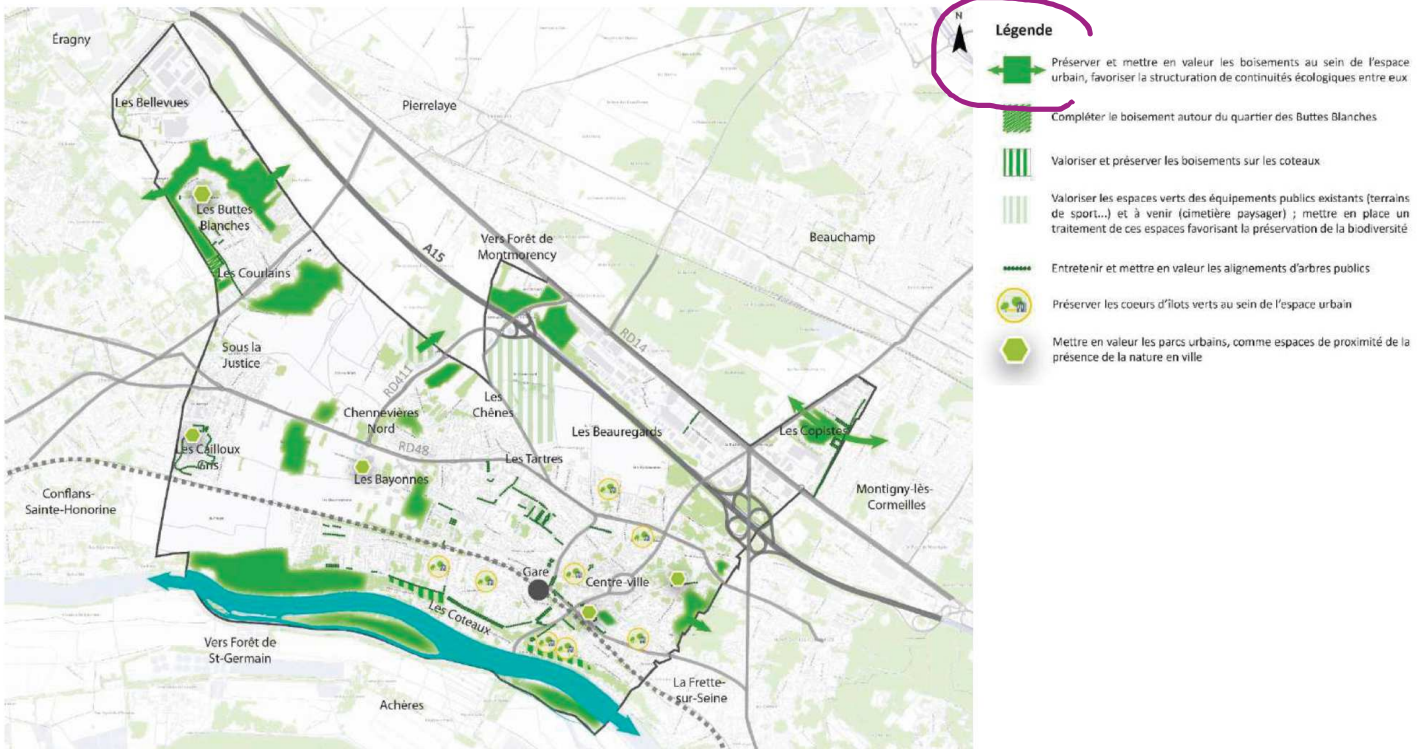 N
Légende
Préserver et mettre en valeur les boisements au sein de l'espace
urbain, favoriser la structuration de continuités écologiques entre eux
Compléter le boisement autour du quartier des Buttes Blanches
Valoriser et préserver les boisements sur les coteaux
Valoriser les espaces verts des équipements publics existants (terrains
de sport...) et à venir (cimetière paysager) ; mettre en place un
traitement de ces espaces favorisant la préservation de la biodiversité
Entretenir et mettre en valeur les alignements d'arbres publics
Préserver les coeurs d'îlots verts au sein de l'espace urbain
Mettre en valeur les parcs urbains, comme espaces de proximité de la
présence de la nature en ville
Éragny
Les Bellevues
Pierrelaye
Les Buttes
Blanches
A15
Vers Forêt de
Montmorency
Beauchamp
Les Courlains
RD14
Sous la
Justice
RD411
Chennevières
Nord
Les
Chênes
Les Beauregards
Les Copistes
Les Cailloux
Gris
RD48
Les Tartres
Les Bayonnes
Conflans-
Sainte-Honorine
Montigny-lès-
Cormeilles
Gare
Centre-ville
Les Coteaux
Vers Forêt de
St-Germain
La Frette-
sur-Seine
Achères